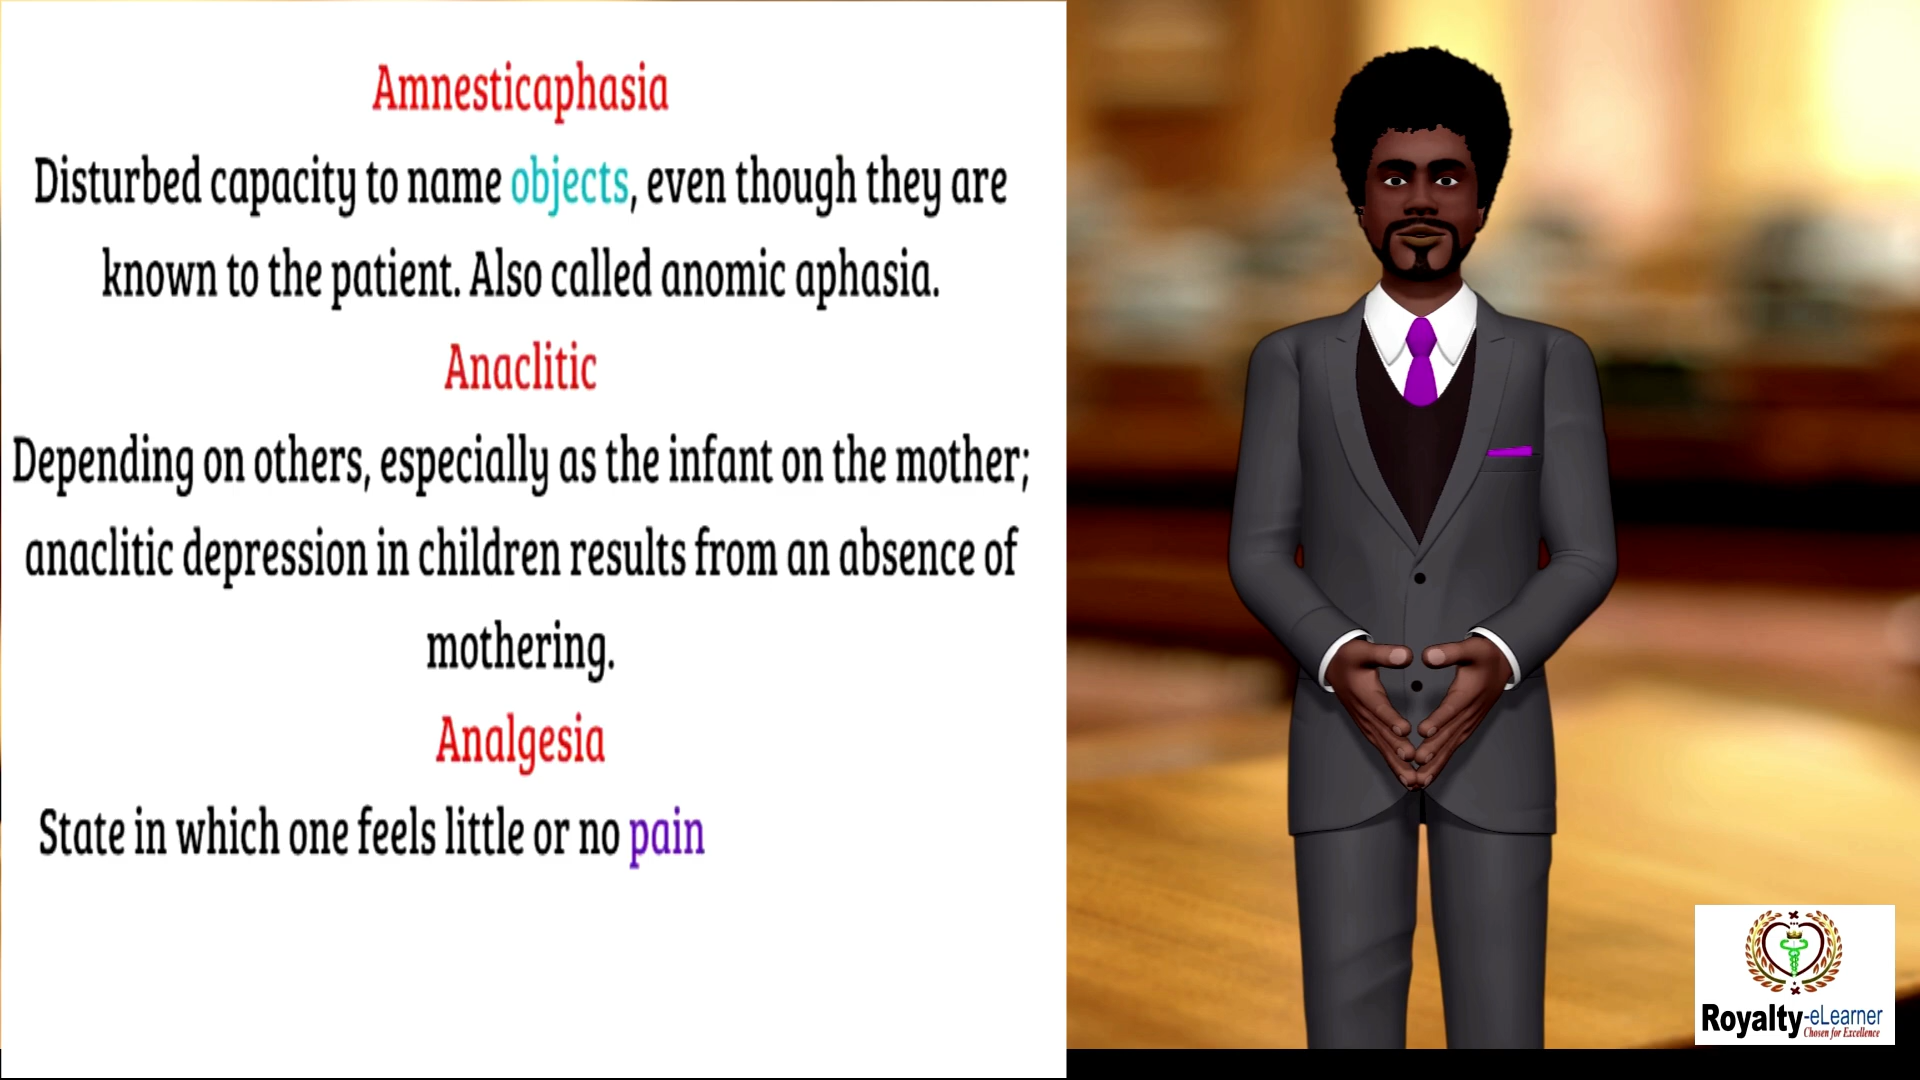 Amnesticaphasia
Disturbed capacity to name objects, even though they are
known to the patient. Also called anomic aphasia.
Anaclitic
Depending on others, especially as the infant on the mother;
anaclitic depression in children results from an absence of
mothering.
Analgesia
State in which one feels little or no pain
Royalty-eLearner
Chosen for Excellence